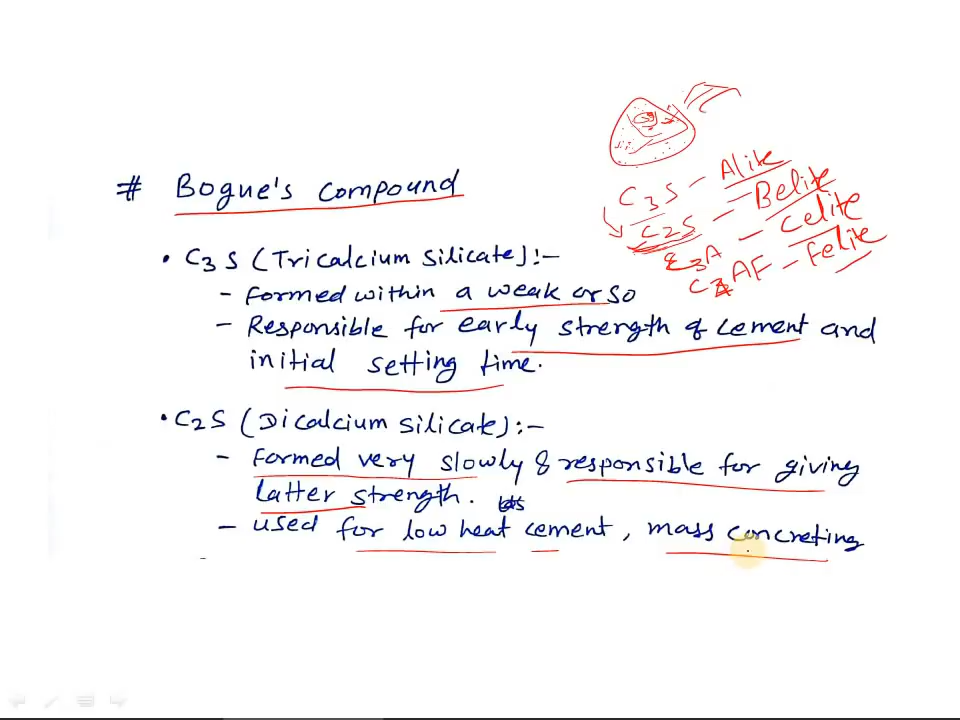 # Bogue's Compound
C3S - Alite
C2S - Belite
C3A - Celite
C4AF - Felite
• C3S (Tricalcium Silicate):-
- Formed within a weak or so
- Responsible for early strength of cement and
initial setting time.
• C2S (Dicalcium Silicate):-
- Formed very slowly & responsible for giving
latter strength.
- used for low heat cement, mass concreting